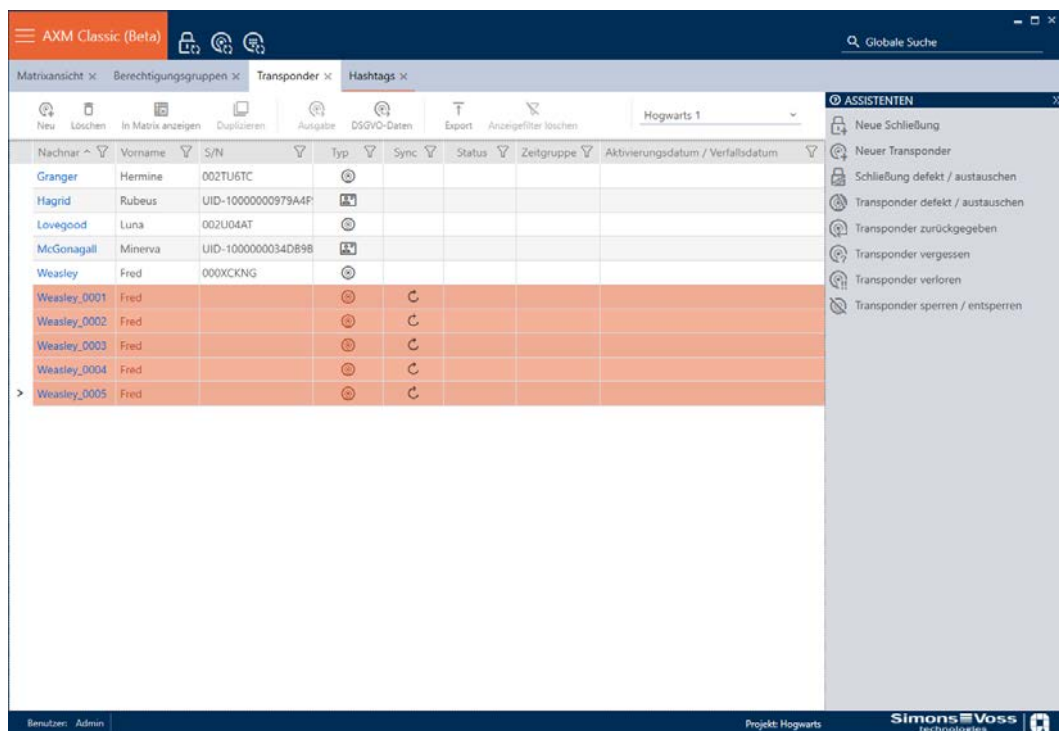 AXM Classic (Beta)
Globale Suche
Matrixansicht × Berechtigungsgruppen × Transponder × Hashtags ×
Neu Löschen In Matrix anzeigen Duplizieren Ausgabe DSGVO-Daten Export Anzeigefilter löschen Hogwarts 1
Nachnar Vorname S/N Typ Sync Status Zeitgruppe Aktivierungsdatum / Verfallsdatum
Granger Hermine 002TU6TC
Hagrid Rubeus UID-10000000979A4F
Lovegood Luna 002U04AT
McGonagall Minerva UID-1000000034DB9B
Weasley Fred 000XCKNG
Weasley_0001 Fred
Weasley_0002 Fred
Weasley_0003 Fred
Weasley_0004 Fred
Weasley_0005 Fred
ASSISTENTEN
Neue Schließung
Neuer Transponder
Schließung defekt / austauschen
Transponder defekt / austauschen
Transponder zurückgegeben
Transponder vergessen
Transponder verloren
Transponder sperren / entsperren
Benutzer: Admin
Projekt: Hogwarts
Simons Voss
technologies